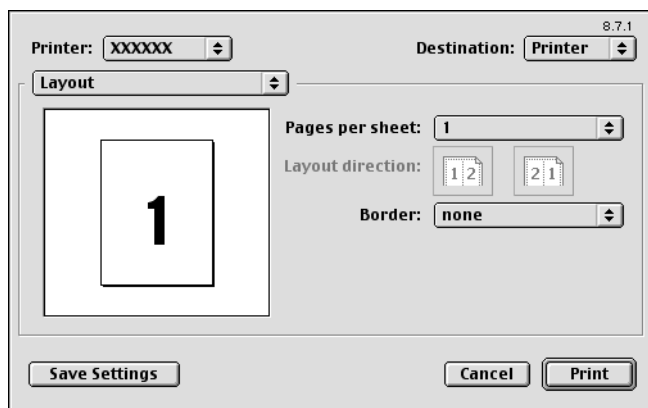 8.7.1
Printer: XXXXXX Destination: Printer
Layout
Pages per sheet: 1
Layout direction: 1 2 2 1
1
Border: none
Save Settings Cancel Print